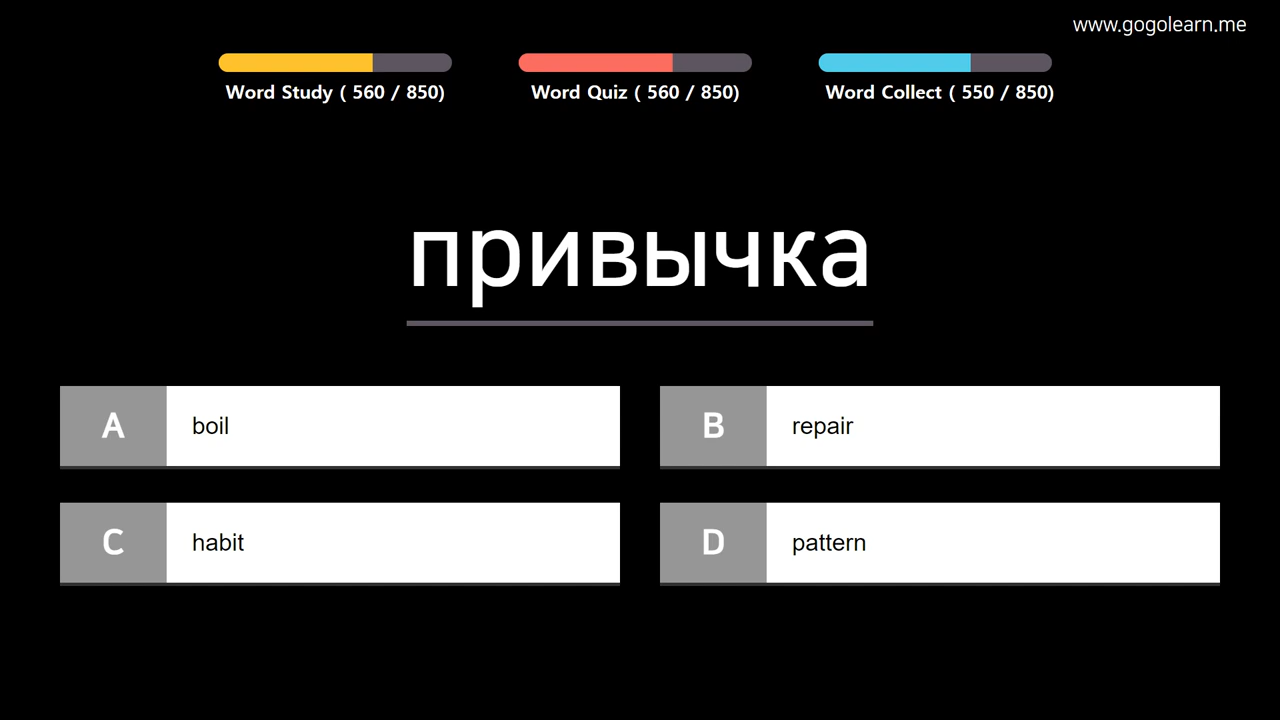 www.gogolearn.me
Word Study ( 560 / 850)
Word Quiz ( 560 / 850)
Word Collect ( 550 / 850)
привычка
A boil
B repair
C habit
D pattern